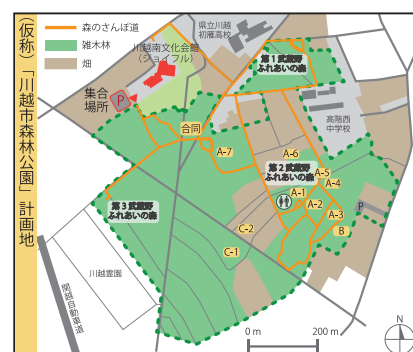 （仮称）「川越市森林公園」計画地
森のさんぽ道
雑木林
畑
県立川越
初雁高校
川越南文化会館
（ジョイフル）
第1武蔵野
ふれあいの森
集合
場所
P
合同
高階西
中学校
A-7
A-6
第2武蔵野
ふれあいの森
A-5
A-4
A-1
A-2
A-3
P
B
第3武蔵野
ふれあいの森
C-2
C-1
川越霊園
関越自動車道
0 m
200 m
N